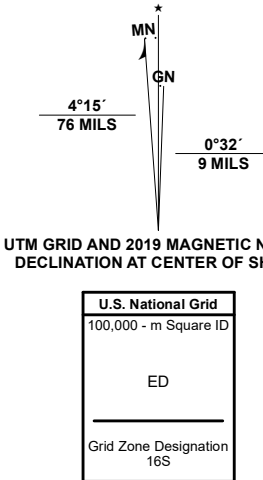 ★
MN
GN
4°15´
76 MILS
0°32´
9 MILS
UTM GRID AND 2019 MAGNETIC
DECLINATION AT CENTER OF
U.S. National Grid
100,000 - m Square ID
ED
Grid Zone Designation
16S